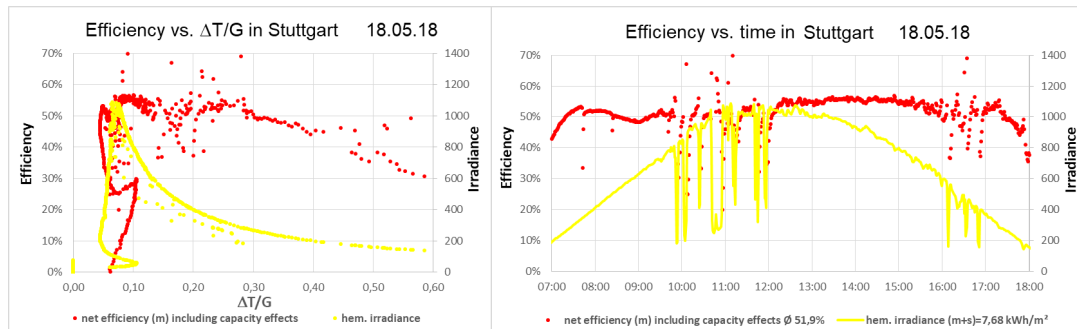 Efficiency vs. ΔT/G in Stuttgart 18.05.18
70%
60%
50%
40%
30%
20%
10%
0%
Efficiency
1400
1200
1000
800
600
400
200
0
Irradiance
0,00 0,10 0,20 0,30 0,40 0,50 0,60
ΔT/G
net efficiency (m) including capacity effects hem. irradiance
Efficiency vs. time in Stuttgart 18.05.18
70%
60%
50%
40%
30%
20%
10%
0%
Efficiency
1400
1200
1000
800
600
400
200
0
Irradiance
07:00 08:00 09:00 10:00 11:00 12:00 13:00 14:00 15:00 16:00 17:00 18:00
net efficiency (m) including capacity effects Ø 51,9% hem. irradiance (m+s)=7,68 kWh/m²